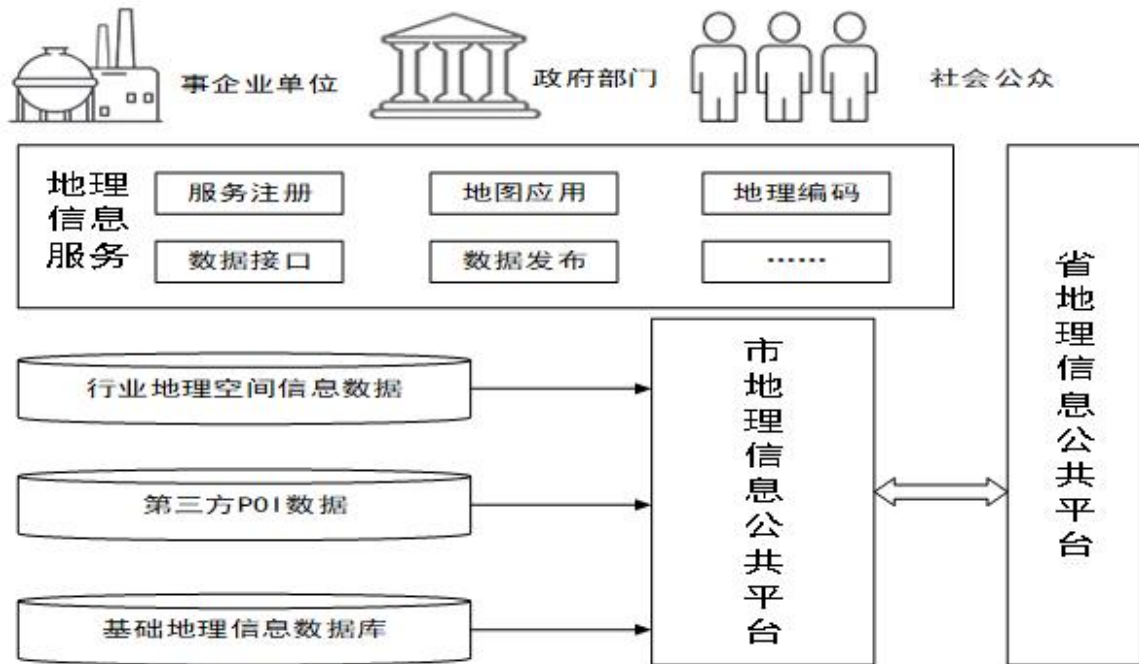 事企业单位
政府部门
社会公众
地理
信息
服务
服务注册
地图应用
地理编码
数据接口
数据发布
……
行业地理空间信息数据
第三方POI数据
基础地理信息数据库
市地理信息公共平台
省地理信息公共平台